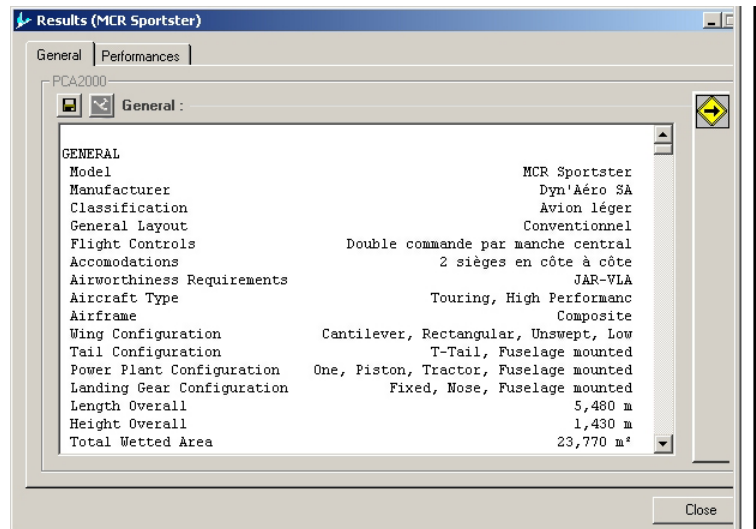 Results (MCR Sportster)
General Performances
PCA2000
General :
GENERAL
Model MCR Sportster
Manufacturer Dyn'Aéro SA
Classification Avion léger
General Layout Conventionnel
Flight Controls Double commande par manche central
Accomodations 2 sièges en côte à côte
Airworthiness Requirements JAR-VLA
Aircraft Type Touring, High Performanc
Airframe Composite
Wing Configuration Cantilever, Rectangular, Unswept, Low
Tail Configuration T-Tail, Fuselage mounted
Power Plant Configuration One, Piston, Tractor, Fuselage mounted
Landing Gear Configuration Fixed, Nose, Fuselage mounted
Length Overall 5,480 m
Height Overall 1,430 m
Total Wetted Area 23,770 m²
Close